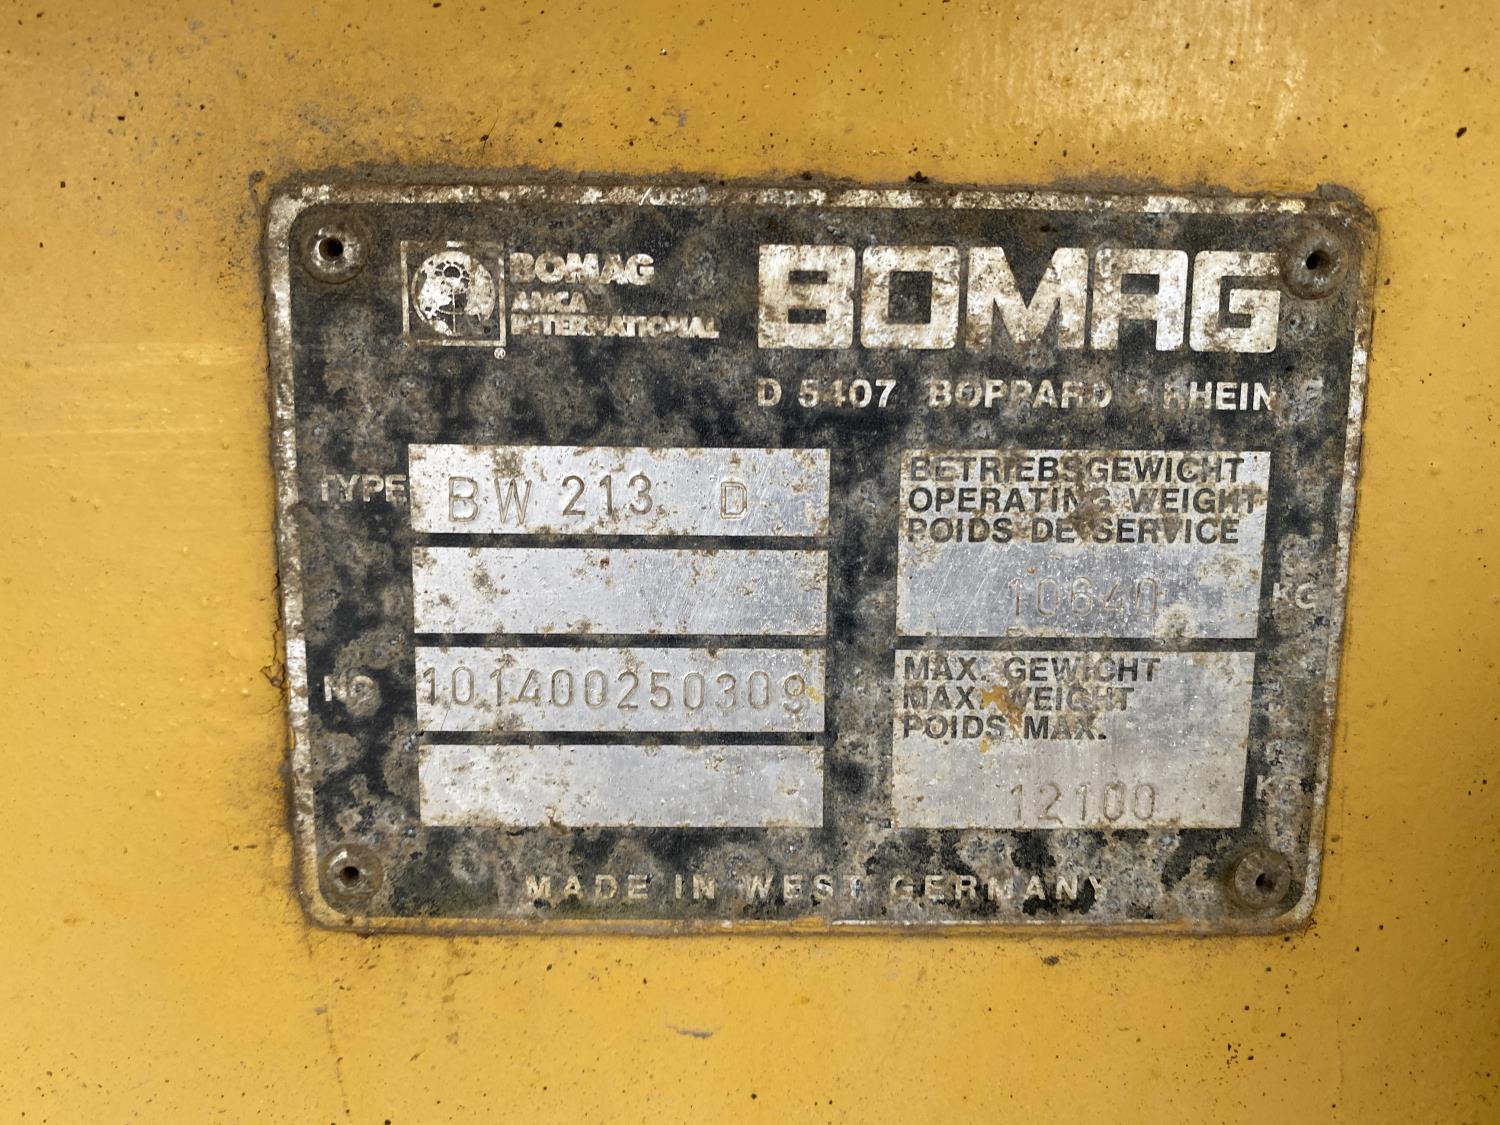 BOMAG
AMCA
INTERNATIONAL
®
BOMAG
D 5407 BOPPARD RHEIN
TYPE BW 213 D
BETRIEBSGEWICHT
OPERATING WEIGHT
POIDS DE SERVICE
10640 KG
NO 101400250309
MAX. GEWICHT
MAX. WEIGHT
POIDS MAX.
12100
MADE IN WEST GERMANY